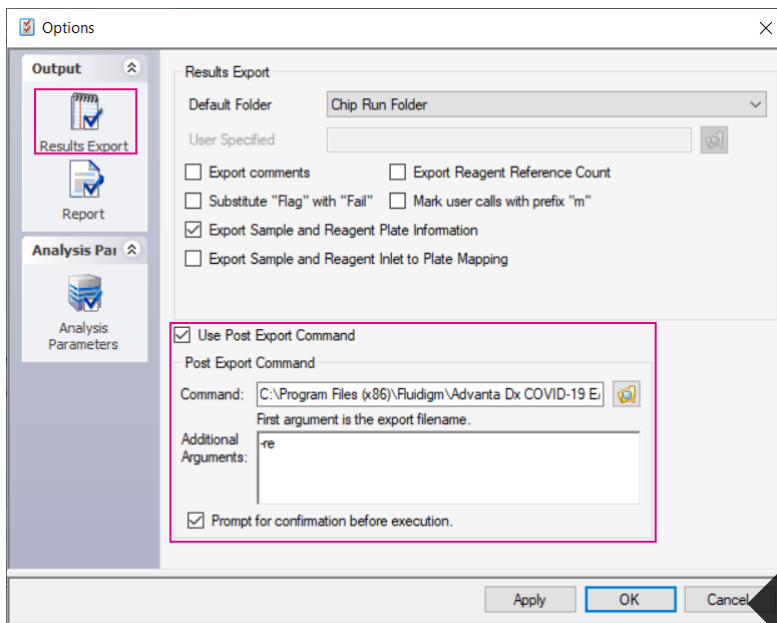 Options
Output
Results Export
Report
Analysis Par
Analysis
Parameters
Results Export
Default Folder
Chip Run Folder
User Specified
Export comments
Export Reagent Reference Count
Substitute "Flag" with "Fail"
Mark user calls with prefix "m"
Export Sample and Reagent Plate Information
Export Sample and Reagent Inlet to Plate Mapping
Use Post Export Command
Post Export Command
Command: C:\Program Files (x86)\Fluidigm\Advanta Dx COVID-19 E
First argument is the export filename.
Additional
Arguments:
-re
Prompt for confirmation before execution.
Apply OK Cancel